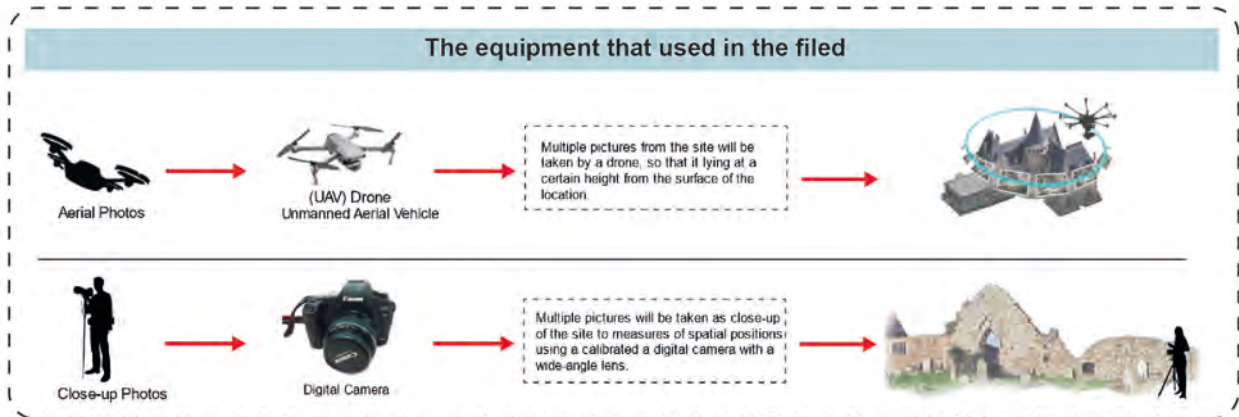 The equipment that used in the filed
Aerial Photos
(UAV) Drone
Unmanned Aerial Vehicle
Multiple pictures from the site will be
taken by a drone, so that it lying at a
certain height from the surface of the
location.
Close-up Photos
Canon
Digital Camera
Multiple pictures will be taken as close-up
of the site to measures of spatial positions
using a calibrated a digital camera with a
wide-angle lens.